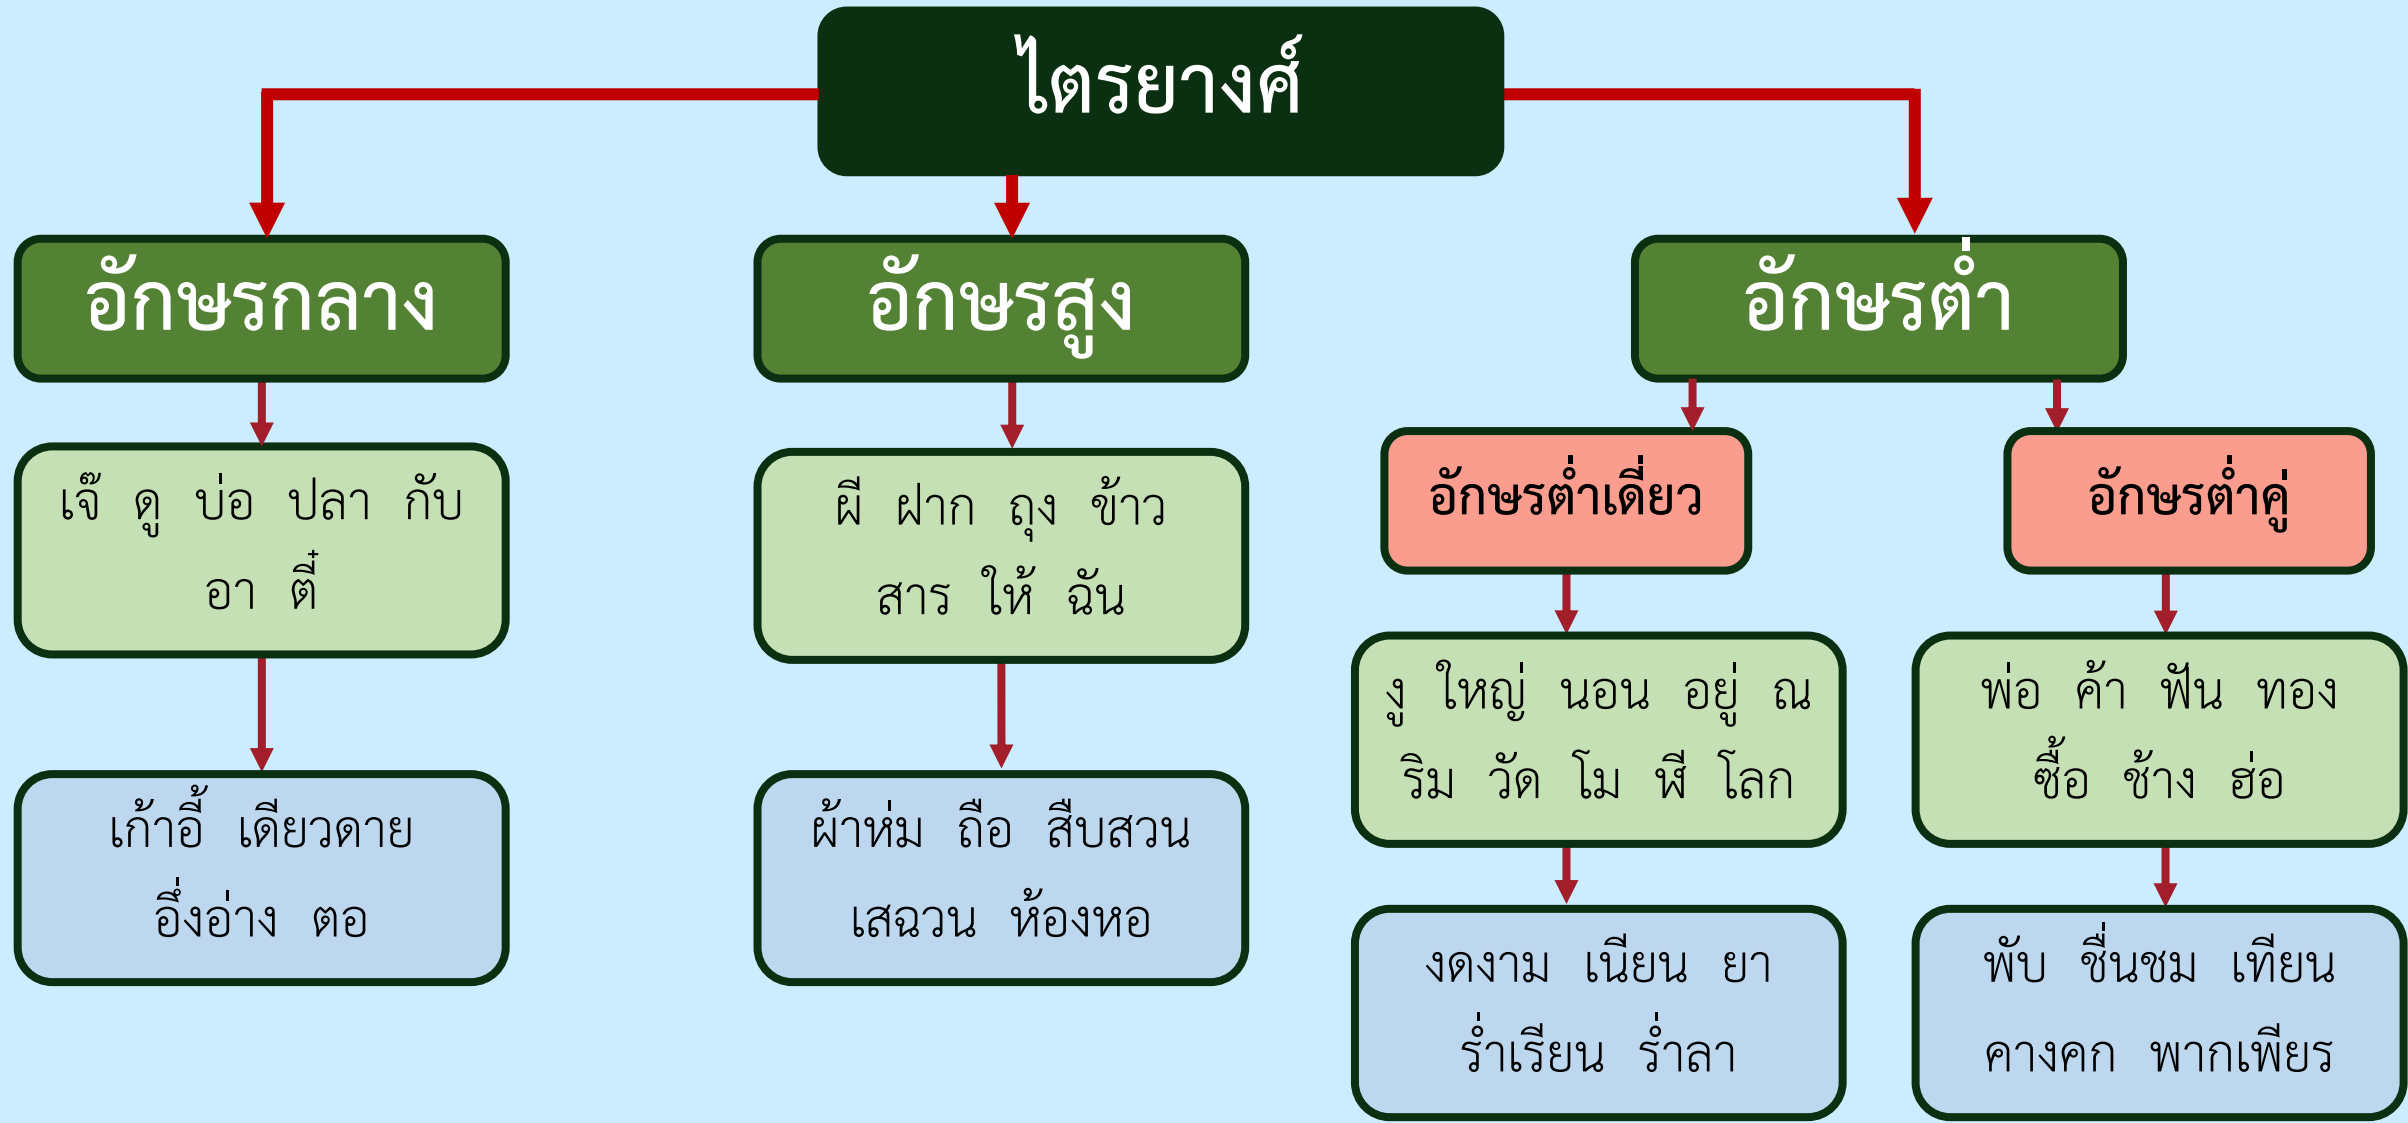 ไตรยางศ์
อักษรกลาง
อักษรสูง
อักษรต่ำ
เจ๊ ดู บ่อ ปลา กับ
อา ตี๋
ผี ฝาก ถุง ข้าว
สาร ให้ ฉัน
อักษรต่ำเดี่ยว
อักษรต่ำคู่
งู ใหญ่ นอน อยู่ ณ
ริม วัด โม ฬี โลก
พ่อ ค้า ฟัน ทอง
ซื้อ ช้าง ฮ่อ
เก้าอี้ เดียวดาย
อึ่งอ่าง ตอ
ผ้าห่ม ถือ สืบสวน
เสฉวน ห้องหอ
งดงาม เนียน ยา
ร่ำเรียน ร่ำลา
พับ ชื่นชม เทียน
คางคก พากเพียร